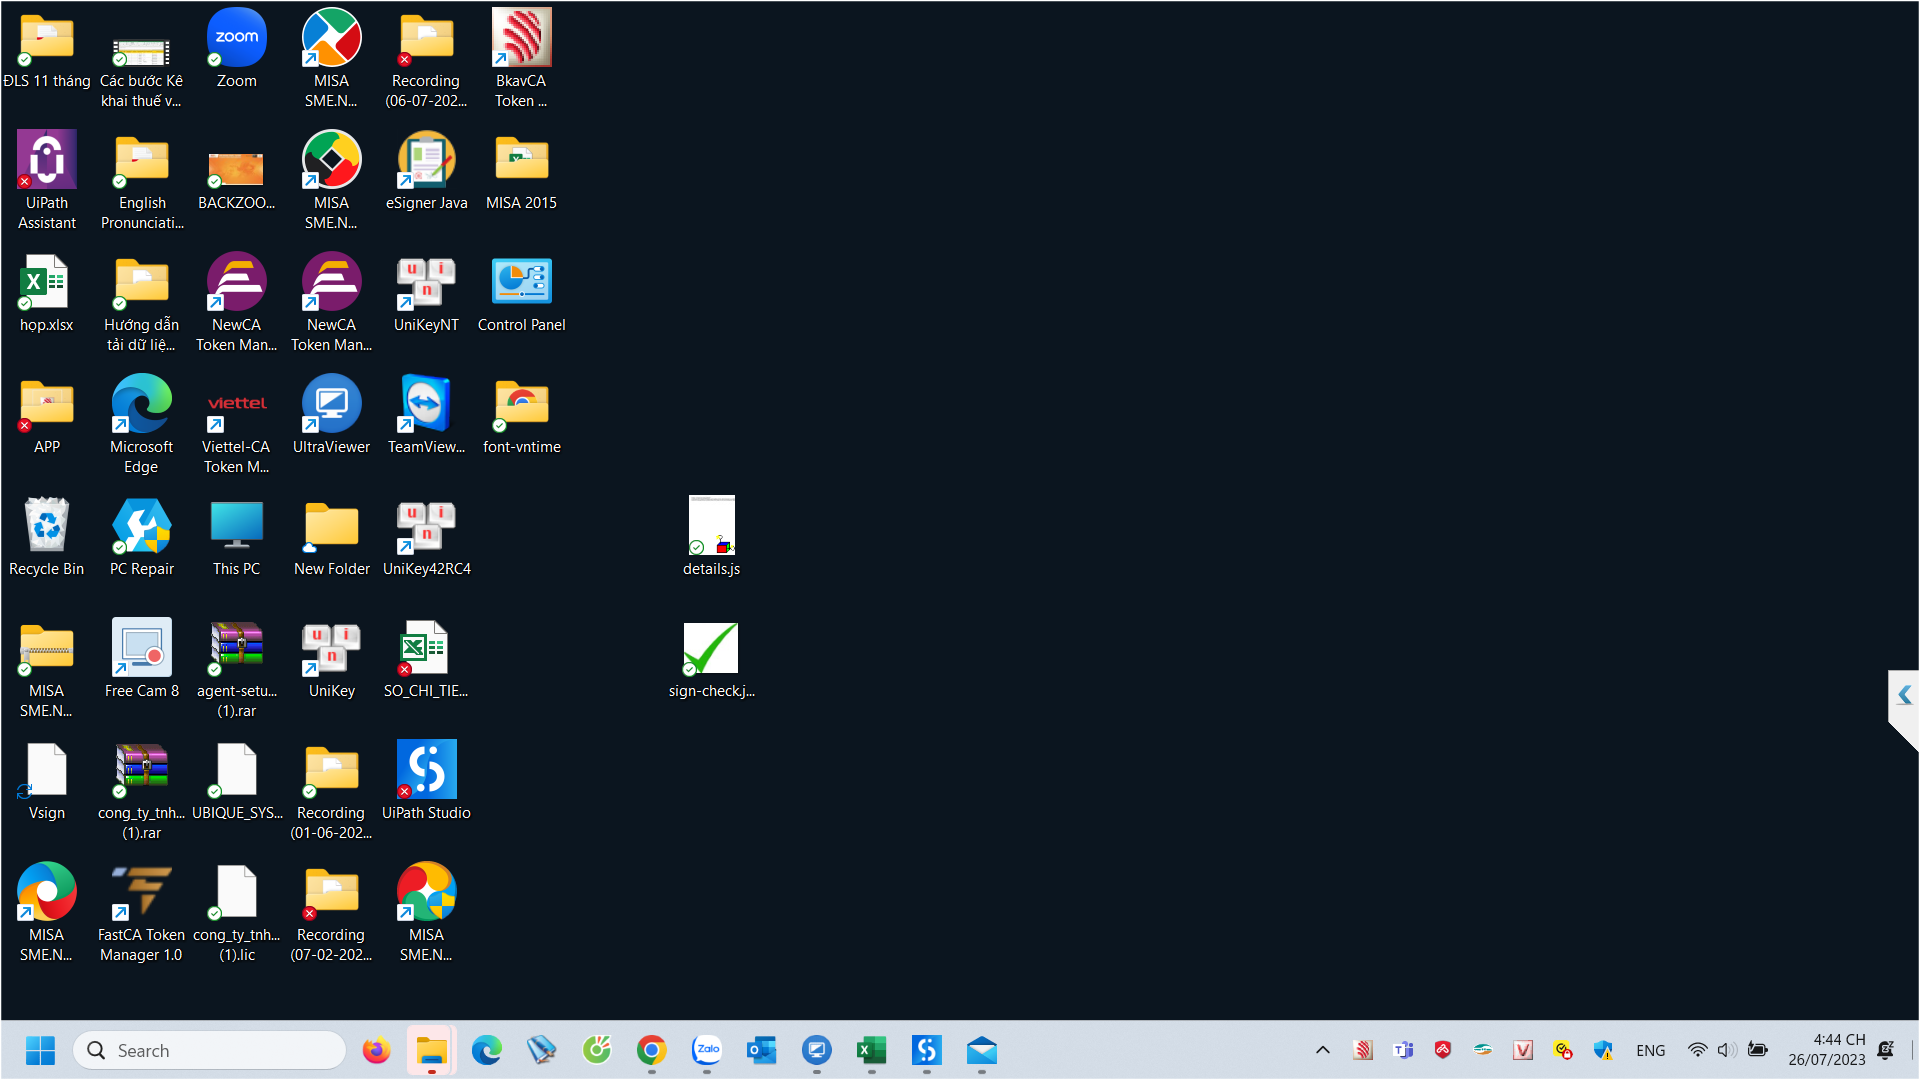 ĐLS 11 tháng
Các bước Kê
khai thuế v...
zoom
Zoom
MISA
SME.N...
Recording
(06-07-202...
BkavCA
Token ...
UiPath
Assistant
English
Pronunciati...
BACKZOO...
MISA
SME.N...
eSigner Java
MISA 2015
họp.xlsx
Hướng dẫn
tải dữ liệ...
NewCA
Token Man...
NewCA
Token Man...
u i
n
UniKeyNT
Control Panel
APP
Microsoft
Edge
viettel
Viettel-CA
Token M...
UltraViewer
TeamView...
font-vntime
Recycle Bin
PC Repair
This PC
New Folder
u i
n
UniKey42RC4
details.js
MISA
SME.N...
Free Cam 8
agent-setu...
(1).rar
u i
n
UniKey
SO_CHI_TIE...
sign-check.j...
Vsign
cong_ty_tnh...
(1).rar
UBIQUE_SYS...
Recording
(01-06-202...
UiPath Studio
MISA
SME.N...
FastCA Token
Manager 1.0
cong_ty_tnh...
(1).lic
Recording
(07-02-202...
MISA
SME.N...
Search
Zalo
ENG
4:44 CH
26/07/2023